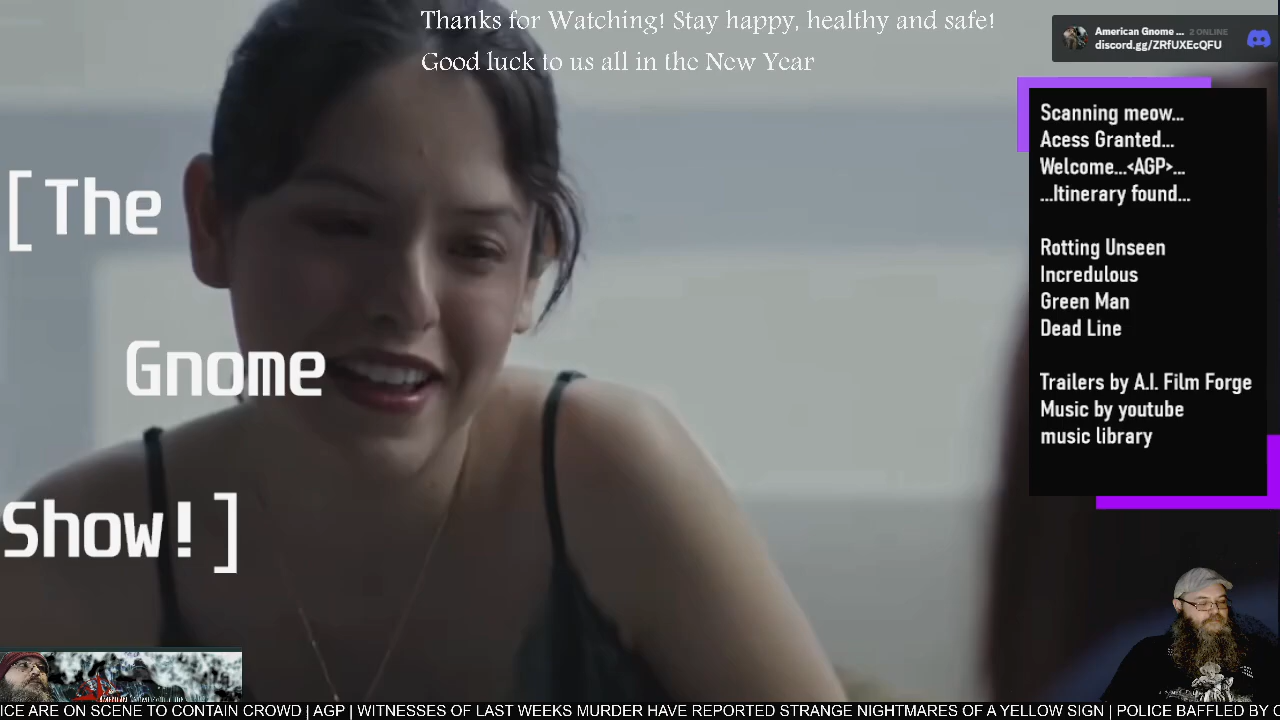 Thanks for Watching! Stay happy, healthy and safe!
Good luck to us all in the New Year
American Gnome ... 2 ONLINE
discord.gg/ZRfUXEcQFU
[The
Gnome
Show!]
Scanning meow...
Acess Granted...
Welcome...<AGP>...
...Itinerary found...
Rotting Unseen
Incredulous
Green Man
Dead Line
Trailers by A.I. Film Forge
Music by youtube
music library
ICE ARE ON SCENE TO CONTAIN CROWD | AGP | WITNESSES OF LAST WEEKS MURDER HAVE REPORTED STRANGE NIGHTMARES OF A YELLOW SIGN | POLICE BAFFLED BY